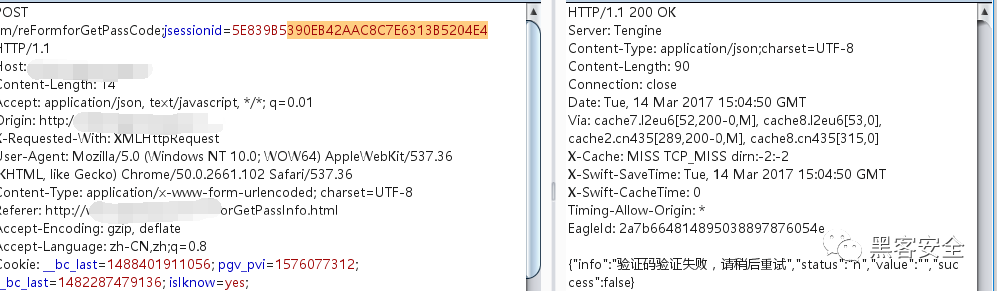 POST
m/reFormforGetPassCode;jsessionid=5E839B5390EB42AAC8C7E6313B5204E4
HTTP/1.1
Host:
Content-Length: 14
Accept: application/json, text/javascript, */*; q=0.01
Origin: http:/
X-Requested-With: XMLHttpRequest
User-Agent: Mozilla/5.0 (Windows NT 10.0; WOW64) AppleWebKit/537.36
(KHTML, like Gecko) Chrome/50.0.2661.102 Safari/537.36
Content-Type: application/x-www-form-urlencoded; charset=UTF-8
Referer: http://w orGetPassInfo.html
Accept-Encoding: gzip, deflate
Accept-Language: zh-CN,zh;q=0.8
Cookie: __bc_last=1488401911056; pgv_pvi=1576077312;
_bc_last=1482287479136; isIknow=yes;
HTTP/1.1 200 OK
Server: Tengine
Content-Type: application/json;charset=UTF-8
Content-Length: 90
Connection: close
Date: Tue, 14 Mar 2017 15:04:50 GMT
Via: cache7.l2eu6[52,200-0,M], cache8.l2eu6[53,0],
cache2.cn435[289,200-0,M], cache8.cn435[315,0]
X-Cache: MISS TCP_MISS dirn:-2:-2
X-Swift-SaveTime: Tue, 14 Mar 2017 15:04:50 GMT
X-Swift-CacheTime: 0
Timing-Allow-Origin: *
EagleId: 2a7b664814895038897876054e
黑客安全
{"info":"验证码验证失败，请稍后重试","status":"n","value":"","suc
cess":false}